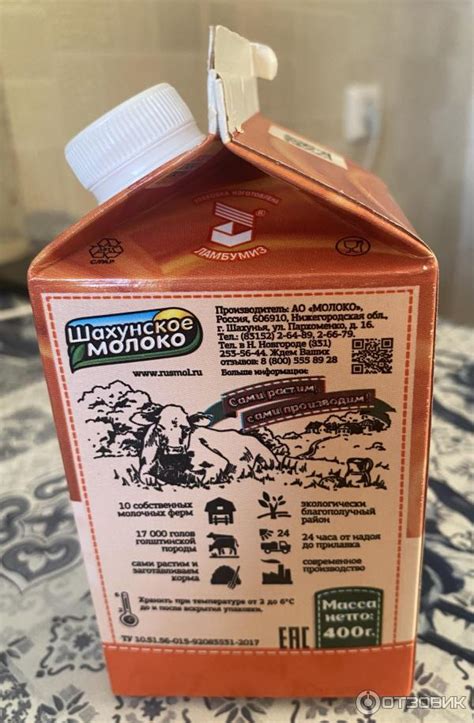 УПАКОВКА ИЗГОТОВЛЕНА
®
ЛАМБУМИЗ
C/PAP
Шахунское
МОЛОКО
www.rusmol.ru
Производитель: АО «МОЛОКО»,
Россия, 606910, Нижегородская обл.,
г. Шахунья, ул. Пархоменко, д. 16.
Тел.: (83152) 2-64-89, 2-66-79.
Тел. в Н. Новгороде (831)
253-56-44. Ждем Ваших
отзывов: 8 (800) 555 89 28
Больше информации:
Сами растим,
сами производим!
10 собственных
молочных ферм
экологически
благополучный
район
17 000 голов
голштинской
породы
24
24 часа от надоя
до прилавка
сами растим и
заготавливаем
корма
современное
производство
Хранить при температуре от 2 до 6°С
до и после вскрытия упаковки.
Масса
нетто:
400г.
ТУ 10.51.56-015-92085551-2017
ЕАС
ОТЗОВИК